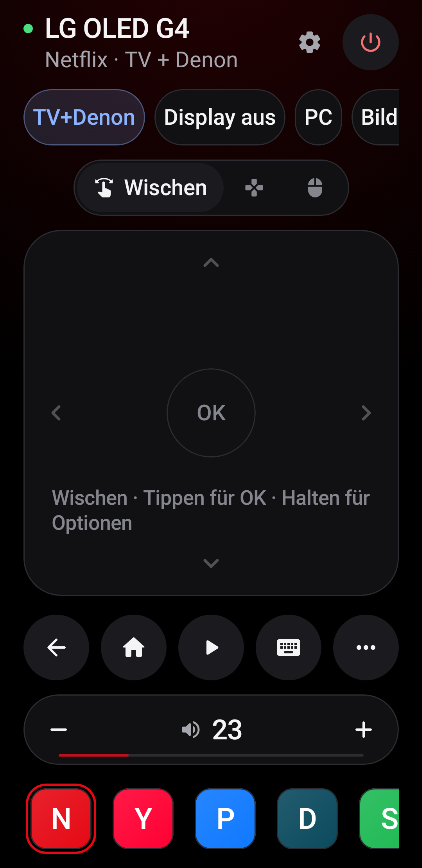 LG OLED G4
Netflix · TV + Denon
TV+Denon
Display aus
PC
Bild
Wischen
OK
Wischen · Tippen für OK · Halten für
Optionen
23
N
Y
P
D
S